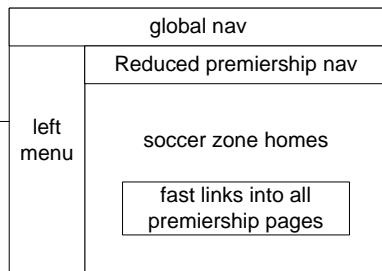 global nav
Reduced premiership nav
left
menu
soccer zone homes
fast links into all
premiership pages